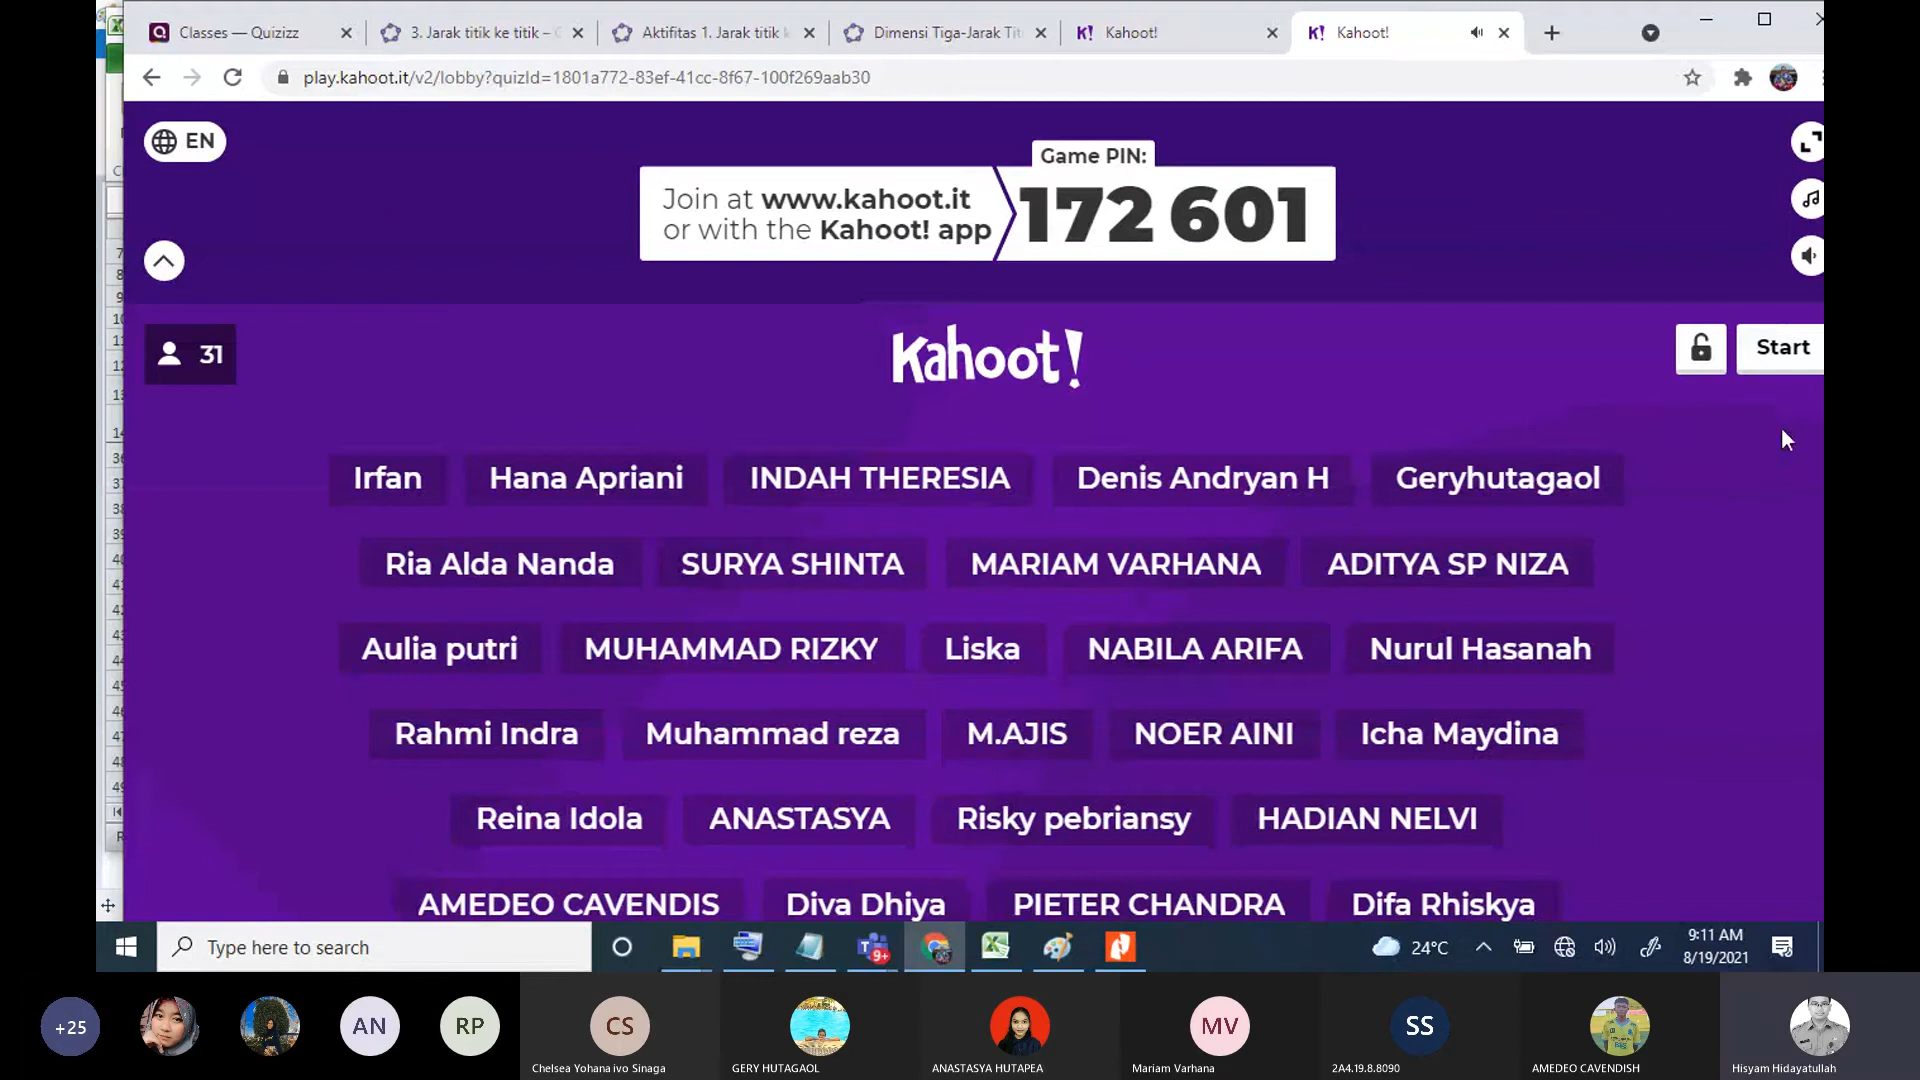 Classes — Quizizz
3. Jarak titik ke titik – G
Aktifitas 1. Jarak titik k
Dimensi Tiga-Jarak Tit
Kahoot!
Kahoot!
play.kahoot.it/v2/lobby?quizId=1801a772-83ef-41cc-8f67-100f269aab30
EN
Game PIN:
Join at www.kahoot.it
or with the Kahoot! app
172 601
31
Kahoot!
Start
Irfan
Hana Apriani
INDAH THERESIA
Denis Andryan H
Geryhutagaol
Ria Alda Nanda
SURYA SHINTA
MARIAM VARHANA
ADITYA SP NIZA
Aulia putri
MUHAMMAD RIZKY
Liska
NABILA ARIFA
Nurul Hasanah
Rahmi Indra
Muhammad reza
M.AJIS
NOER AINI
Icha Maydina
Reina Idola
ANASTASYA
Risky pebriansy
HADIAN NELVI
AMEDEO CAVENDIS
Diva Dhiya
PIETER CHANDRA
Difa Rhiskya
Type here to search
9+
24°C
9:11 AM
8/19/2021
+25
AN
RP
CS
MV
SS
Chelsea Yohana ivo Sinaga
GERY HUTAGAOL
ANASTASYA HUTAPEA
Mariam Varhana
2A4.19.8.8090
AMEDEO CAVENDISH
Hisyam Hidayatullah